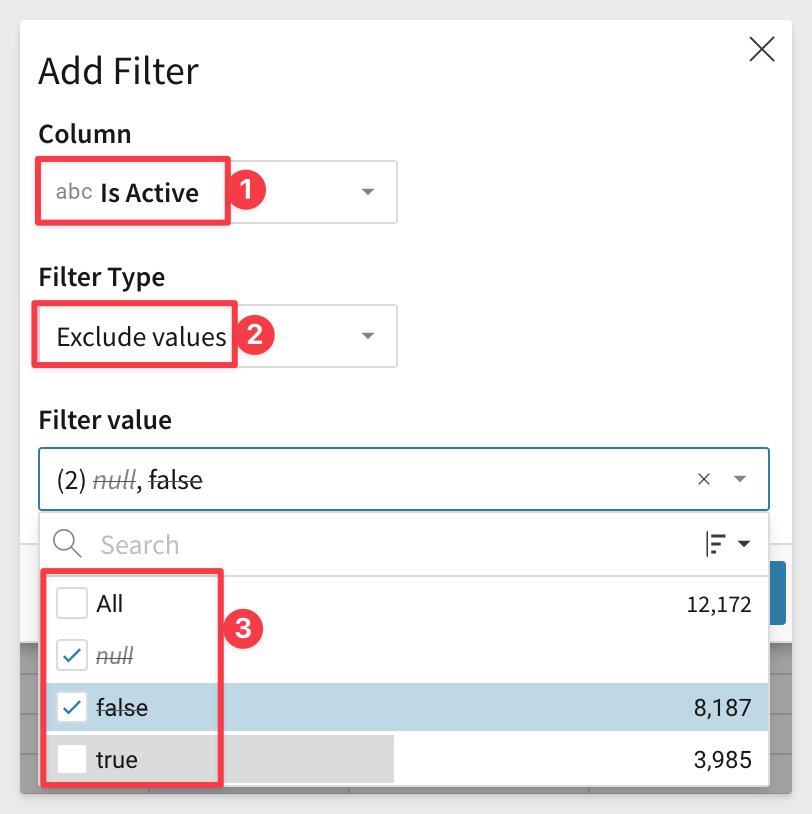 Add Filter
Column
abc Is Active 1
Filter Type
Exclude values 2
Filter value
(2) null, false
Search
All 12,172
3
null
false 8,187
true 3,985